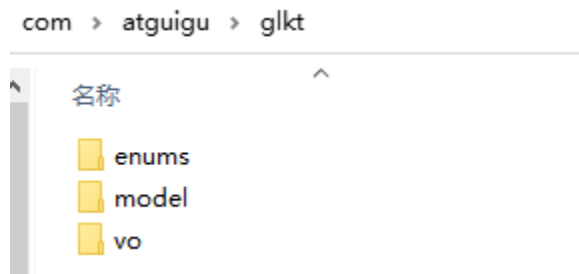 com > atguigu > glkt
名称
enums
model
vo